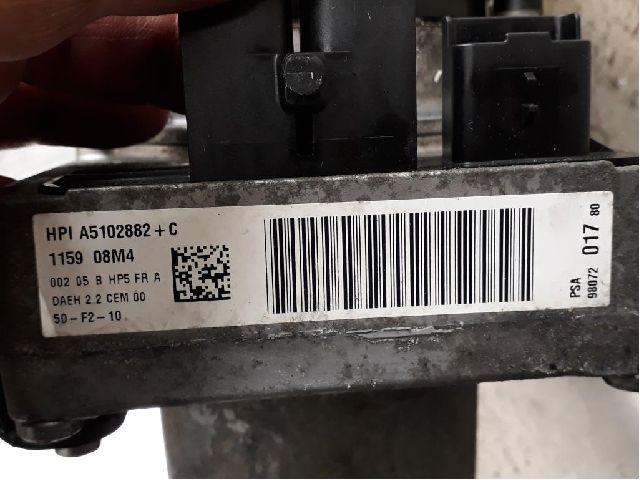 HPI A5102882+C
1159 08M4
002 05 B HP5 FR A
DAEH 2.2 CEM 00
50-F2-10
PSA
98072 017 80